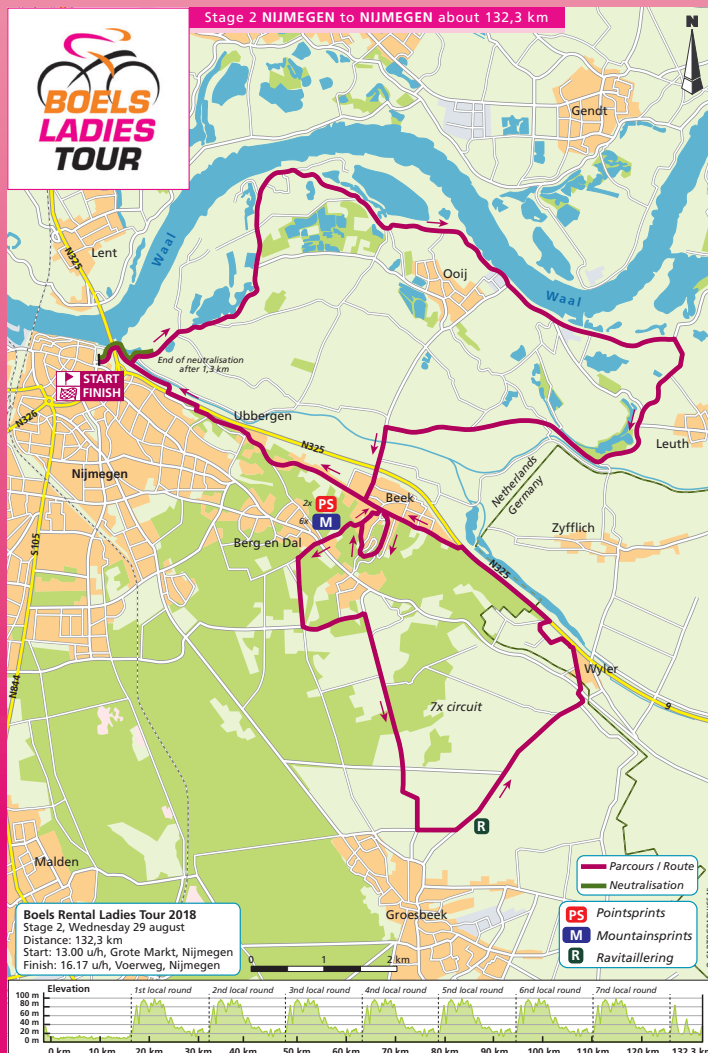 Stage 2 NIJMEGEN to NIJMEGEN about 132,3 km
BOELS
LADIES
TOUR
N
Gendt
Lent
N325
Waal
Ooij
Waal
End of neutralisation
after 1,3 km
START
FINISH
N326
Ubbergen
N325
Leuth
Nijmegen
Netherlands
Germany
2x PS
Beek
6x M
Zyfflich
Berg en Dal
S105
N325
Wyler
N844
7x circuit
9
R
Malden
Groesbeek
Parcours / Route
Neutralisation
PS Pointsprints
M Mountainsprints
R Ravitaillering
Boels Rental Ladies Tour 2018
Stage 2, Wednesday 29 august
Distance: 132,3 km
Start: 13.00 u/h, Grote Markt, Nijmegen
Finish: 16.17 u/h, Voerweg, Nijmegen
0 1 2 km
Elevation
1st local round 2nd local round 3nd local round 4nd local round 5nd local round 6nd local round 7nd local round
100 m
80 m
60 m
40 m
20 m
0 m
0 km 10 km 20 km 30 km 40 km 50 km 60 km 70 km 80 km 90 km 100 km 110 km 120 km 132,3 km